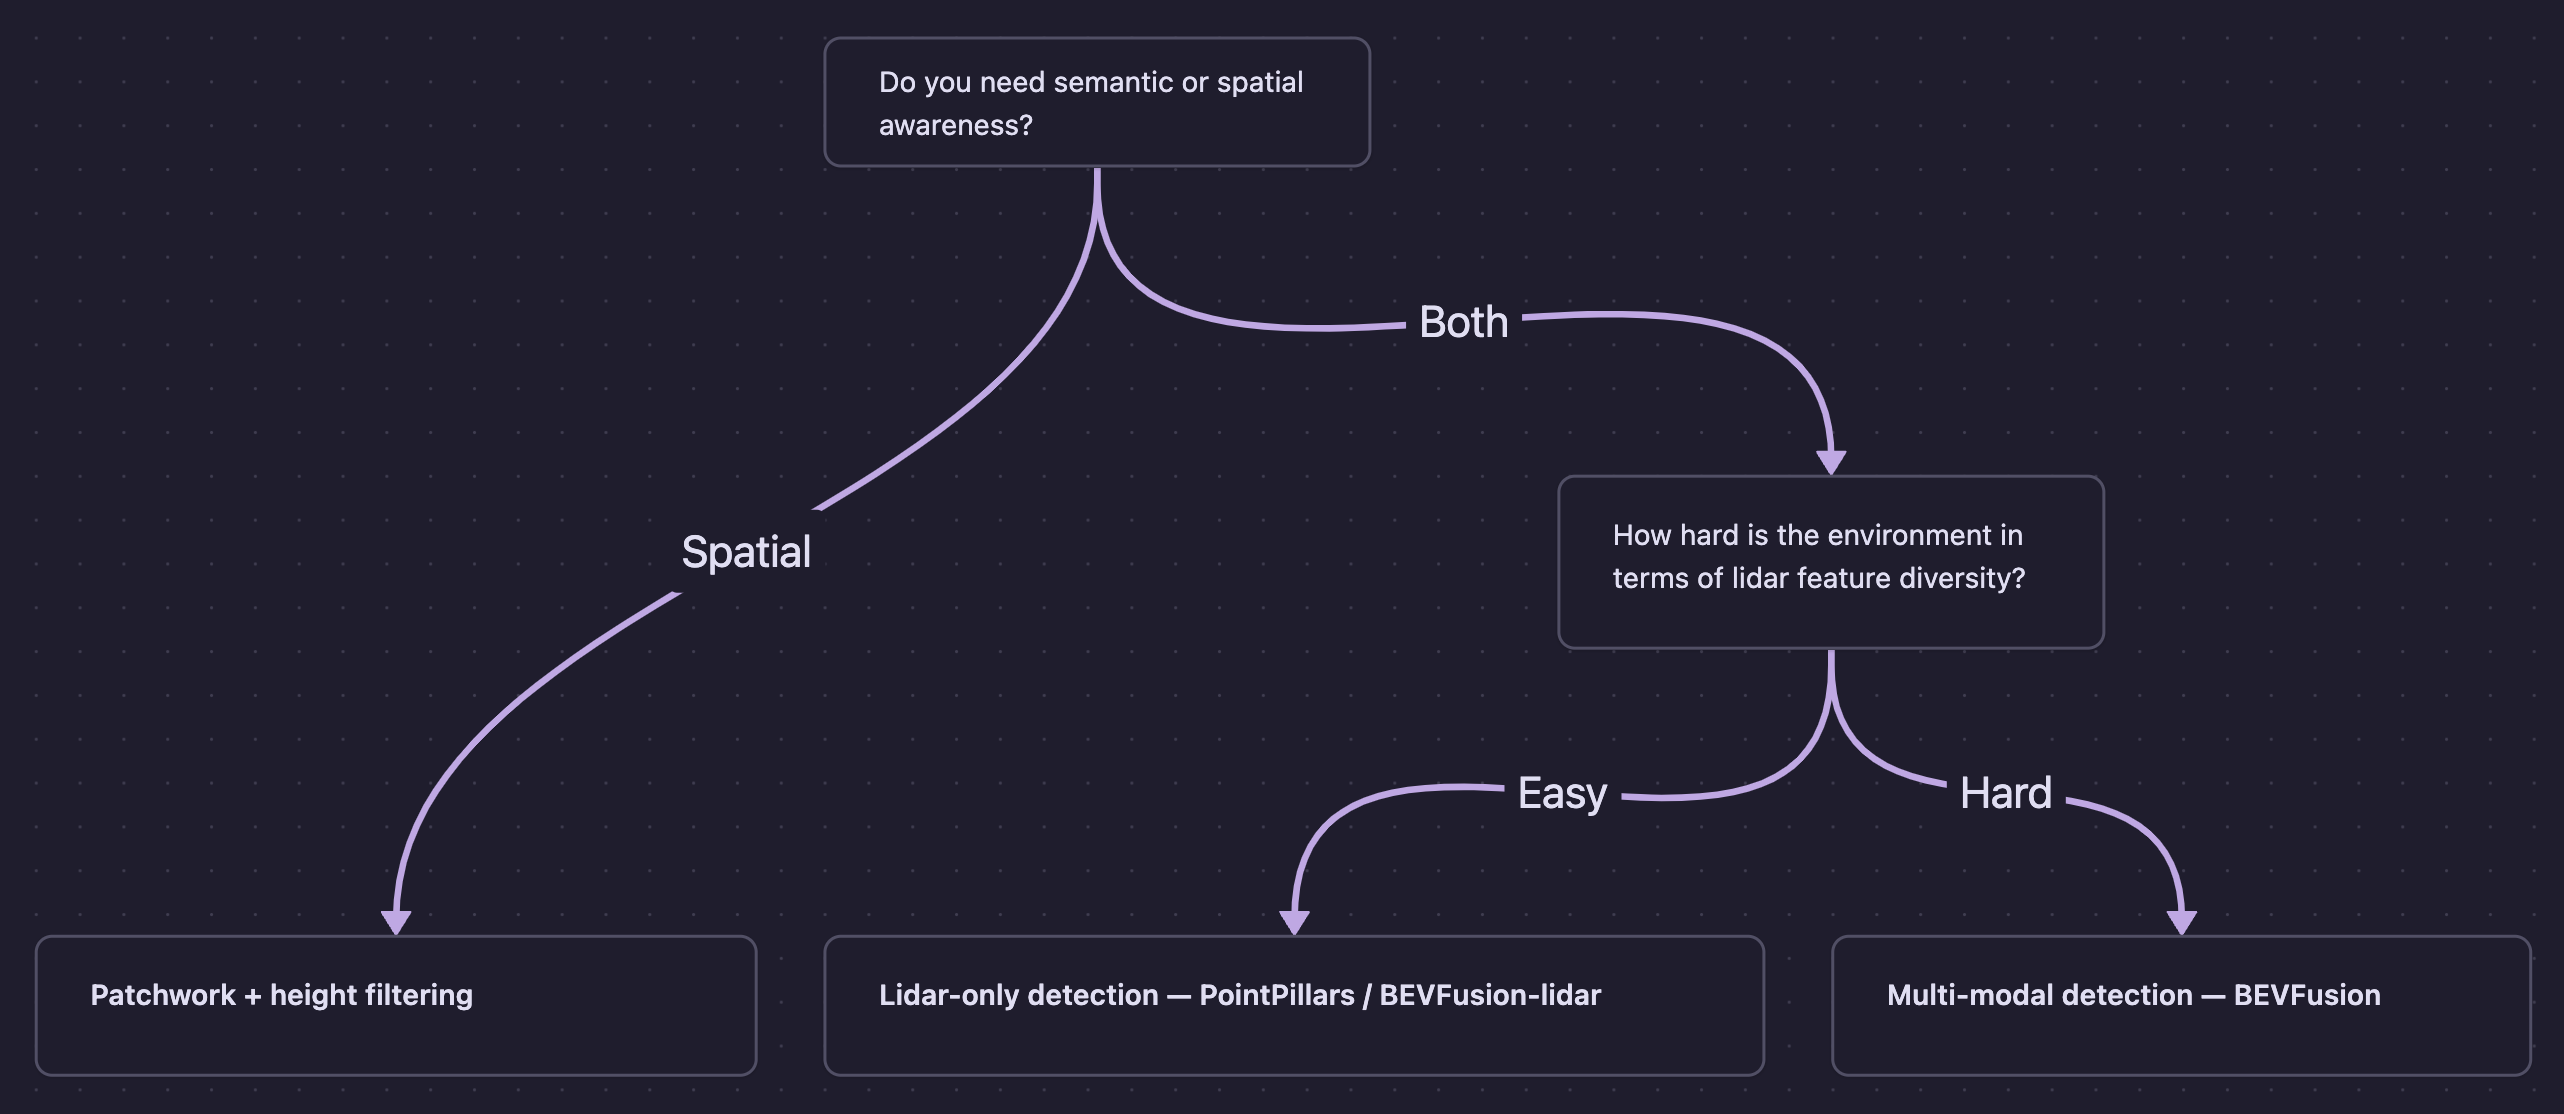 Do you need semantic or spatial
awareness?
Both
Spatial
How hard is the environment in
terms of lidar feature diversity?
Easy
Hard
Patchwork + height filtering
Lidar-only detection — PointPillars / BEVFusion-lidar
Multi-modal detection — BEVFusion